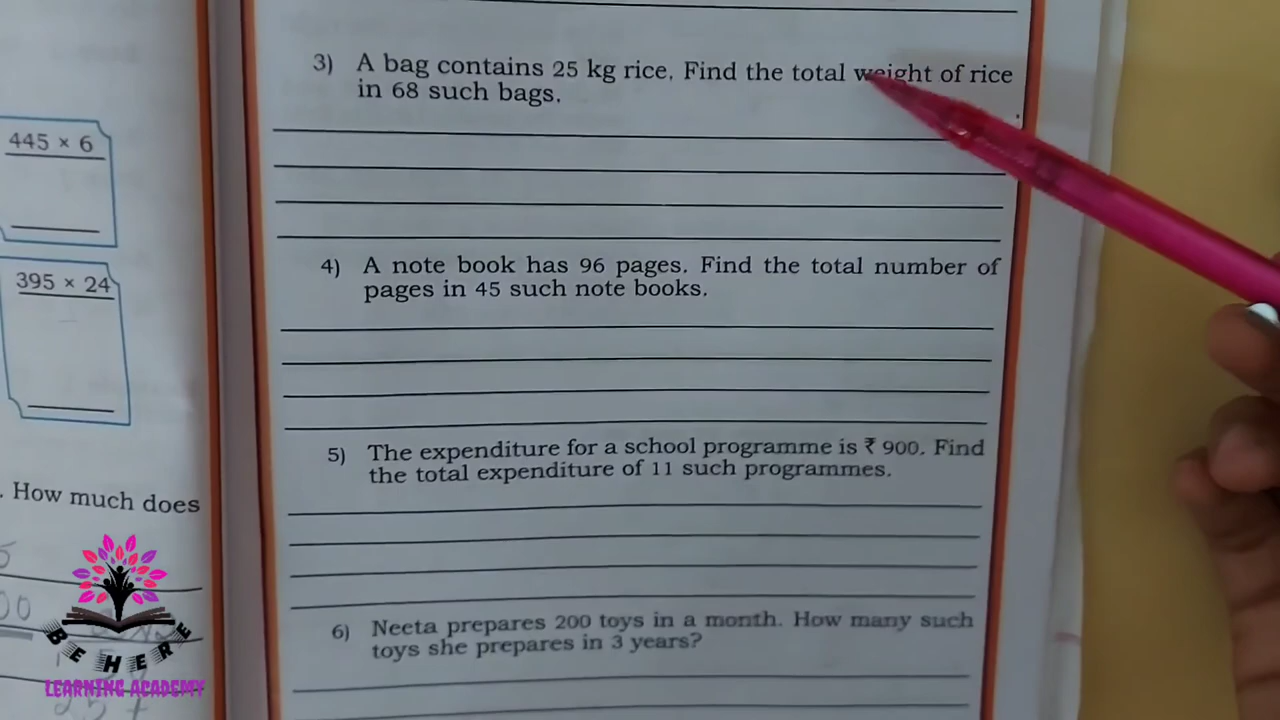 445 × 6
395 × 24
. How much does
3) A bag contains 25 kg rice. Find the total weight of rice
in 68 such bags.
4) A note book has 96 pages. Find the total number of
pages in 45 such note books.
5) The expenditure for a school programme is ₹ 900. Find
the total expenditure of 11 such programmes.
6) Neeta prepares 200 toys in a month. How many such
toys she prepares in 3 years?
BE HERE
LEARNING ACADEMY